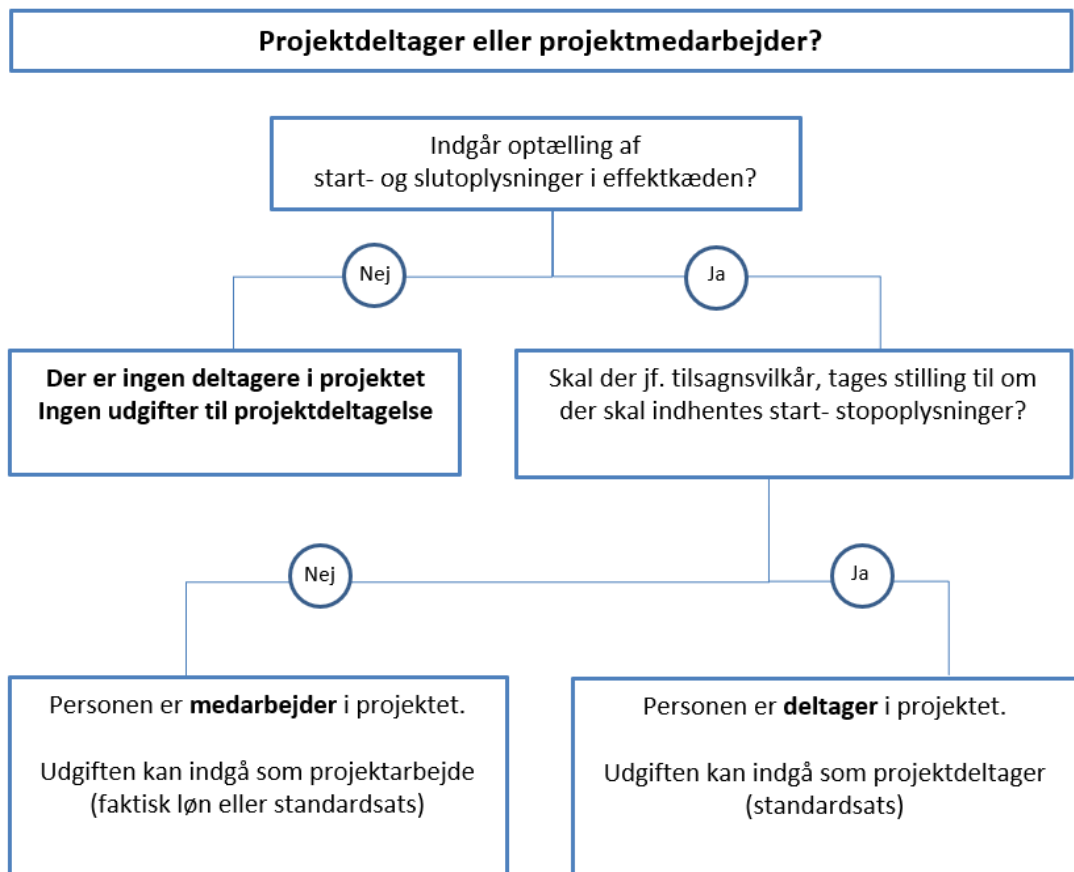 Projektdeltager eller projektmedarbejder?
Indgår optælling af
start- og slutoplysninger i effektkæden?
Nej
Ja
Der er ingen deltagere i projektet
Ingen udgifter til projektdeltagelse
Skal der jf. tilsagnsvilkår, tages stilling til om
der skal indhentes start- stopoplysninger?
Nej
Ja
Personen er medarbejder i projektet.
Udgiften kan indgå som projektarbejde
(faktisk løn eller standardsats)
Personen er deltager i projektet.
Udgiften kan indgå som projektdeltager
(standardsats)